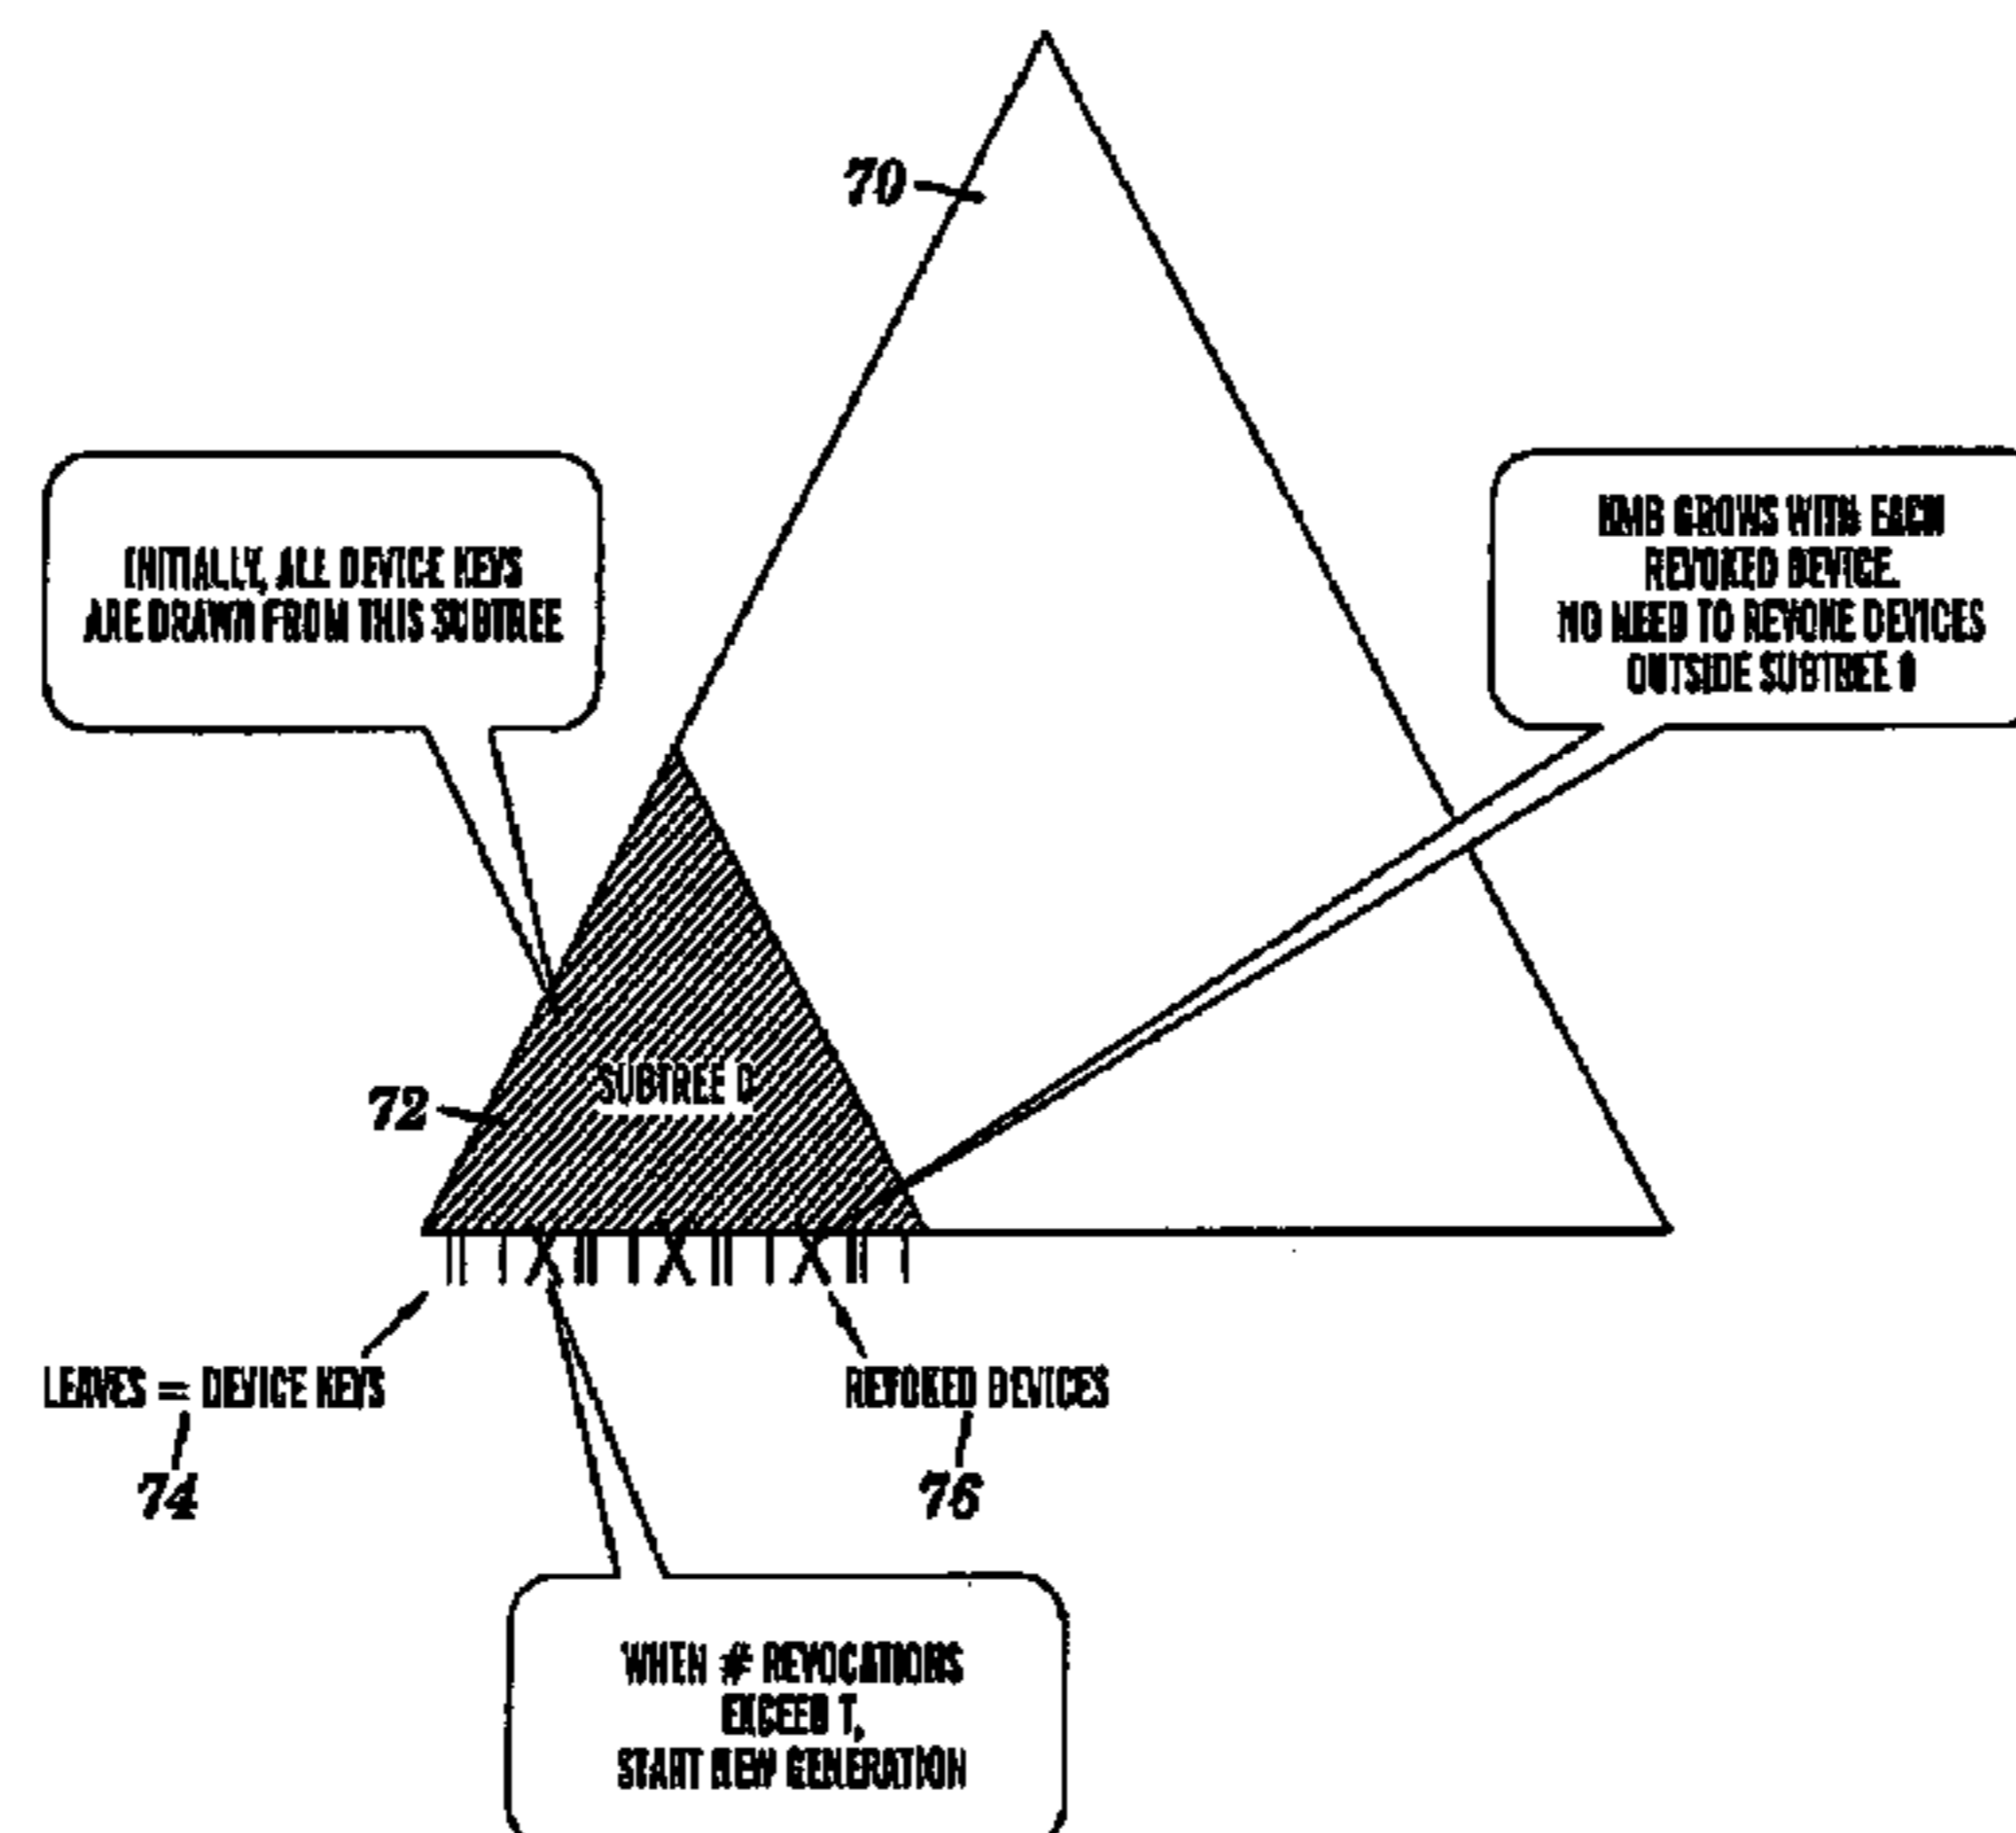 70
INITIALLY, ALL DEVICE KEYS
ARE DRAWN FROM THIS SUBTREE
KMB GROWS WITH EACH
REVOKED DEVICE.
NO NEED TO REVOKE DEVICES
OUTSIDE SUBTREE 0
72
SUBTREE 0
LEAVES = DEVICE KEYS
74
REVOKED DEVICES
76
WHEN # REVOCATIONS
EXCEED T,
START NEW GENERATION